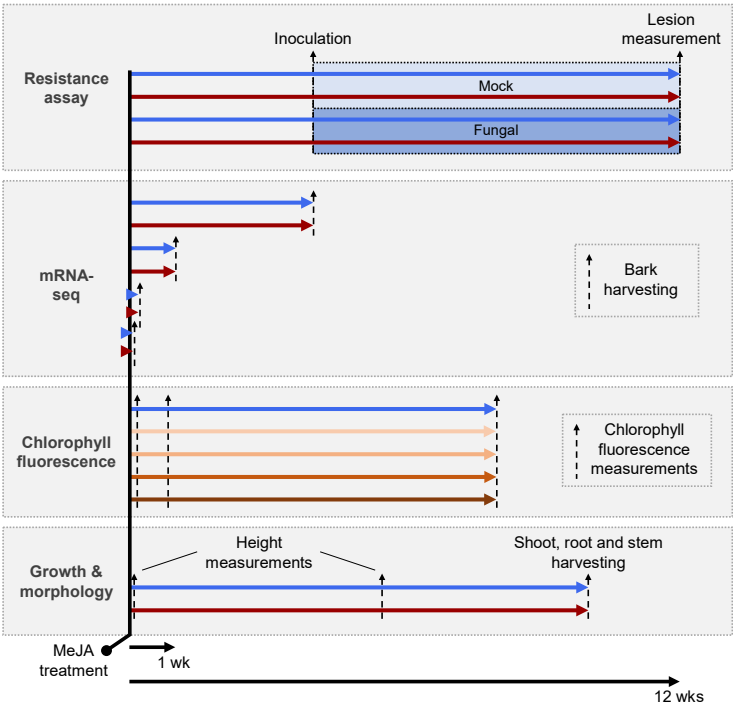 Resistance
assay
Inoculation
Lesion
measurement
Mock
Fungal
mRNA-
seq
Bark
harvesting
Chlorophyll
fluorescence
Chlorophyll
fluorescence
measurements
Growth &
morphology
Height
measurements
Shoot, root and stem
harvesting
MeJA
treatment
1 wk
12 wks